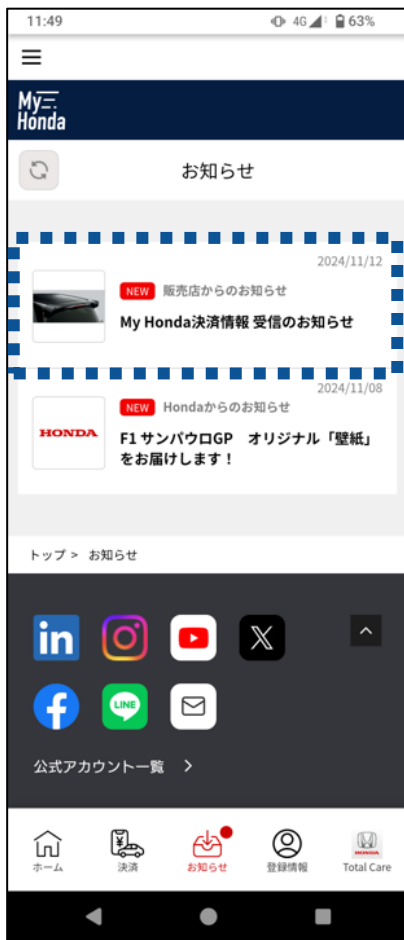 11:49
4G 63%
My
Honda
お知らせ
2024/11/12
NEW 販売店からのお知らせ
My Honda決済情報 受信のお知らせ
2024/11/08
NEW Hondaからのお知らせ
HONDA
F1 サンパウロGP オリジナル「壁紙」
をお届けします！
トップ > お知らせ
in
LINE
公式アカウント一覧
ホーム
決済
お知らせ
登録情報
HONDA
Total Care